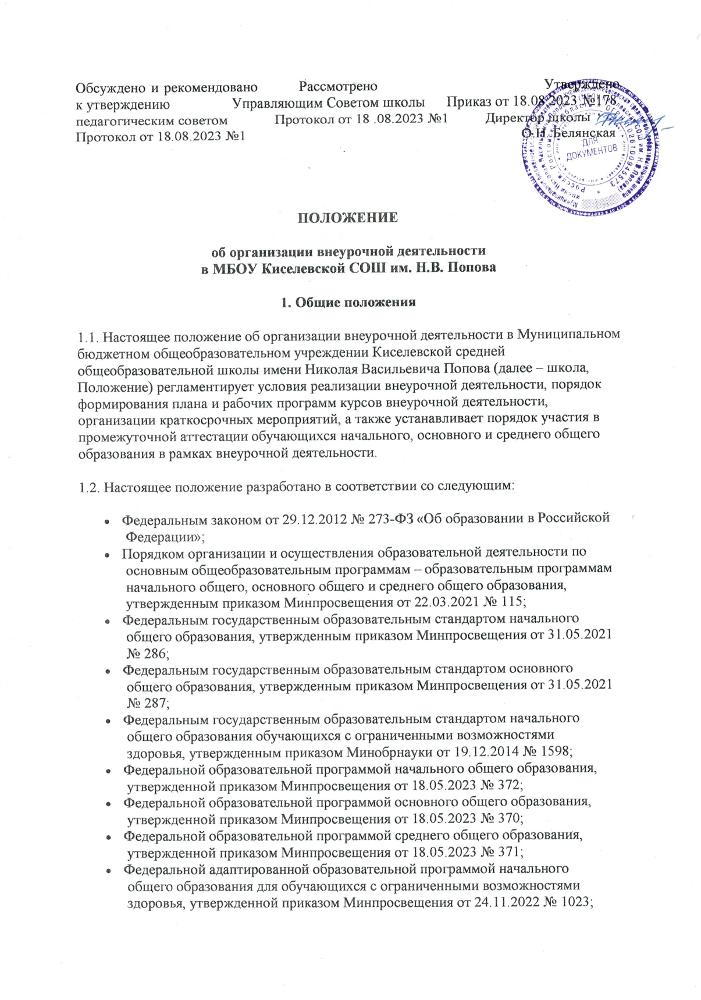 Обсуждено и рекомендовано Рассмотрено Утверждено
к утверждению Управляющим Советом школы Приказ от 18.08.2023 №178
педагогическим советом Протокол от 18 .08.2023 №1 Директор школы
Протокол от 18.08.2023 №1 О.Н. Белянская
ДЛЯ
ДОКУМЕНТОВ
ПОЛОЖЕНИЕ
об организации внеурочной деятельности
в МБОУ Киселевской СОШ им. Н.В. Попова
1. Общие положения
1.1. Настоящее положение об организации внеурочной деятельности в Муниципальном
бюджетном общеобразовательном учреждении Киселевской средней
общеобразовательной школы имени Николая Васильевича Попова (далее – школа,
Положение) регламентирует условия реализации внеурочной деятельности, порядок
формирования плана и рабочих программ курсов внеурочной деятельности,
организации краткосрочных мероприятий, а также устанавливает порядок участия в
промежуточной аттестации обучающихся начального, основного и среднего общего
образования в рамках внеурочной деятельности.
1.2. Настоящее положение разработано в соответствии со следующим:
• Федеральным законом от 29.12.2012 № 273-ФЗ «Об образовании в Российской
Федерации»;
• Порядком организации и осуществления образовательной деятельности по
основным общеобразовательным программам – образовательным программам
начального общего, основного общего и среднего общего образования,
утвержденным приказом Минпросвещения от 22.03.2021 № 115;
• Федеральным государственным образовательным стандартом начального
общего образования, утвержденным приказом Минпросвещения от 31.05.2021
№ 286;
• Федеральным государственным образовательным стандартом основного
общего образования, утвержденным приказом Минпросвещения от 31.05.2021
№ 287;
• Федеральным государственным образовательным стандартом начального
общего образования обучающихся с ограниченными возможностями
здоровья, утвержденным приказом Минобрнауки от 19.12.2014 № 1598;
• Федеральной образовательной программой начального общего образования,
утвержденной приказом Минпросвещения от 18.05.2023 № 372;
• Федеральной образовательной программой основного общего образования,
утвержденной приказом Минпросвещения от 18.05.2023 № 370;
• Федеральной образовательной программой среднего общего образования,
утвержденной приказом Минпросвещения от 18.05.2023 № 371;
• Федеральной адаптированной образовательной программой начального
общего образования для обучающихся с ограниченными возможностями
здоровья, утвержденной приказом Минпросвещения от 24.11.2022 № 1023;